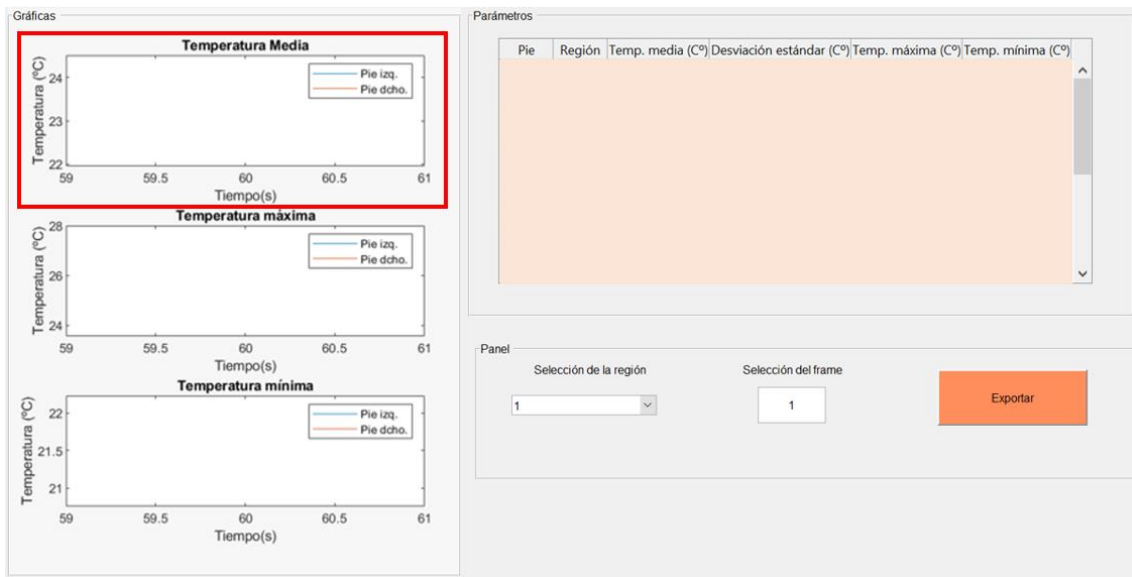 Gráficas
Temperatura Media
Temperatura (ºC)
24
23
22
Pie izq.
Pie dcho.
59 59.5 60 60.5 61
Tiempo(s)
Temperatura máxima
Temperatura (ºC)
28
26
24
Pie izq.
Pie dcho.
59 59.5 60 60.5 61
Tiempo(s)
Temperatura mínima
Temperatura (ºC)
22
21.5
21
Pie izq.
Pie dcho.
59 59.5 60 60.5 61
Tiempo(s)
Parámetros
Pie Región Temp. media (Cº) Desviación estándar (Cº) Temp. máxima (Cº) Temp. mínima (Cº)
Panel
Selección de la región Selección del frame
1 1 Exportar